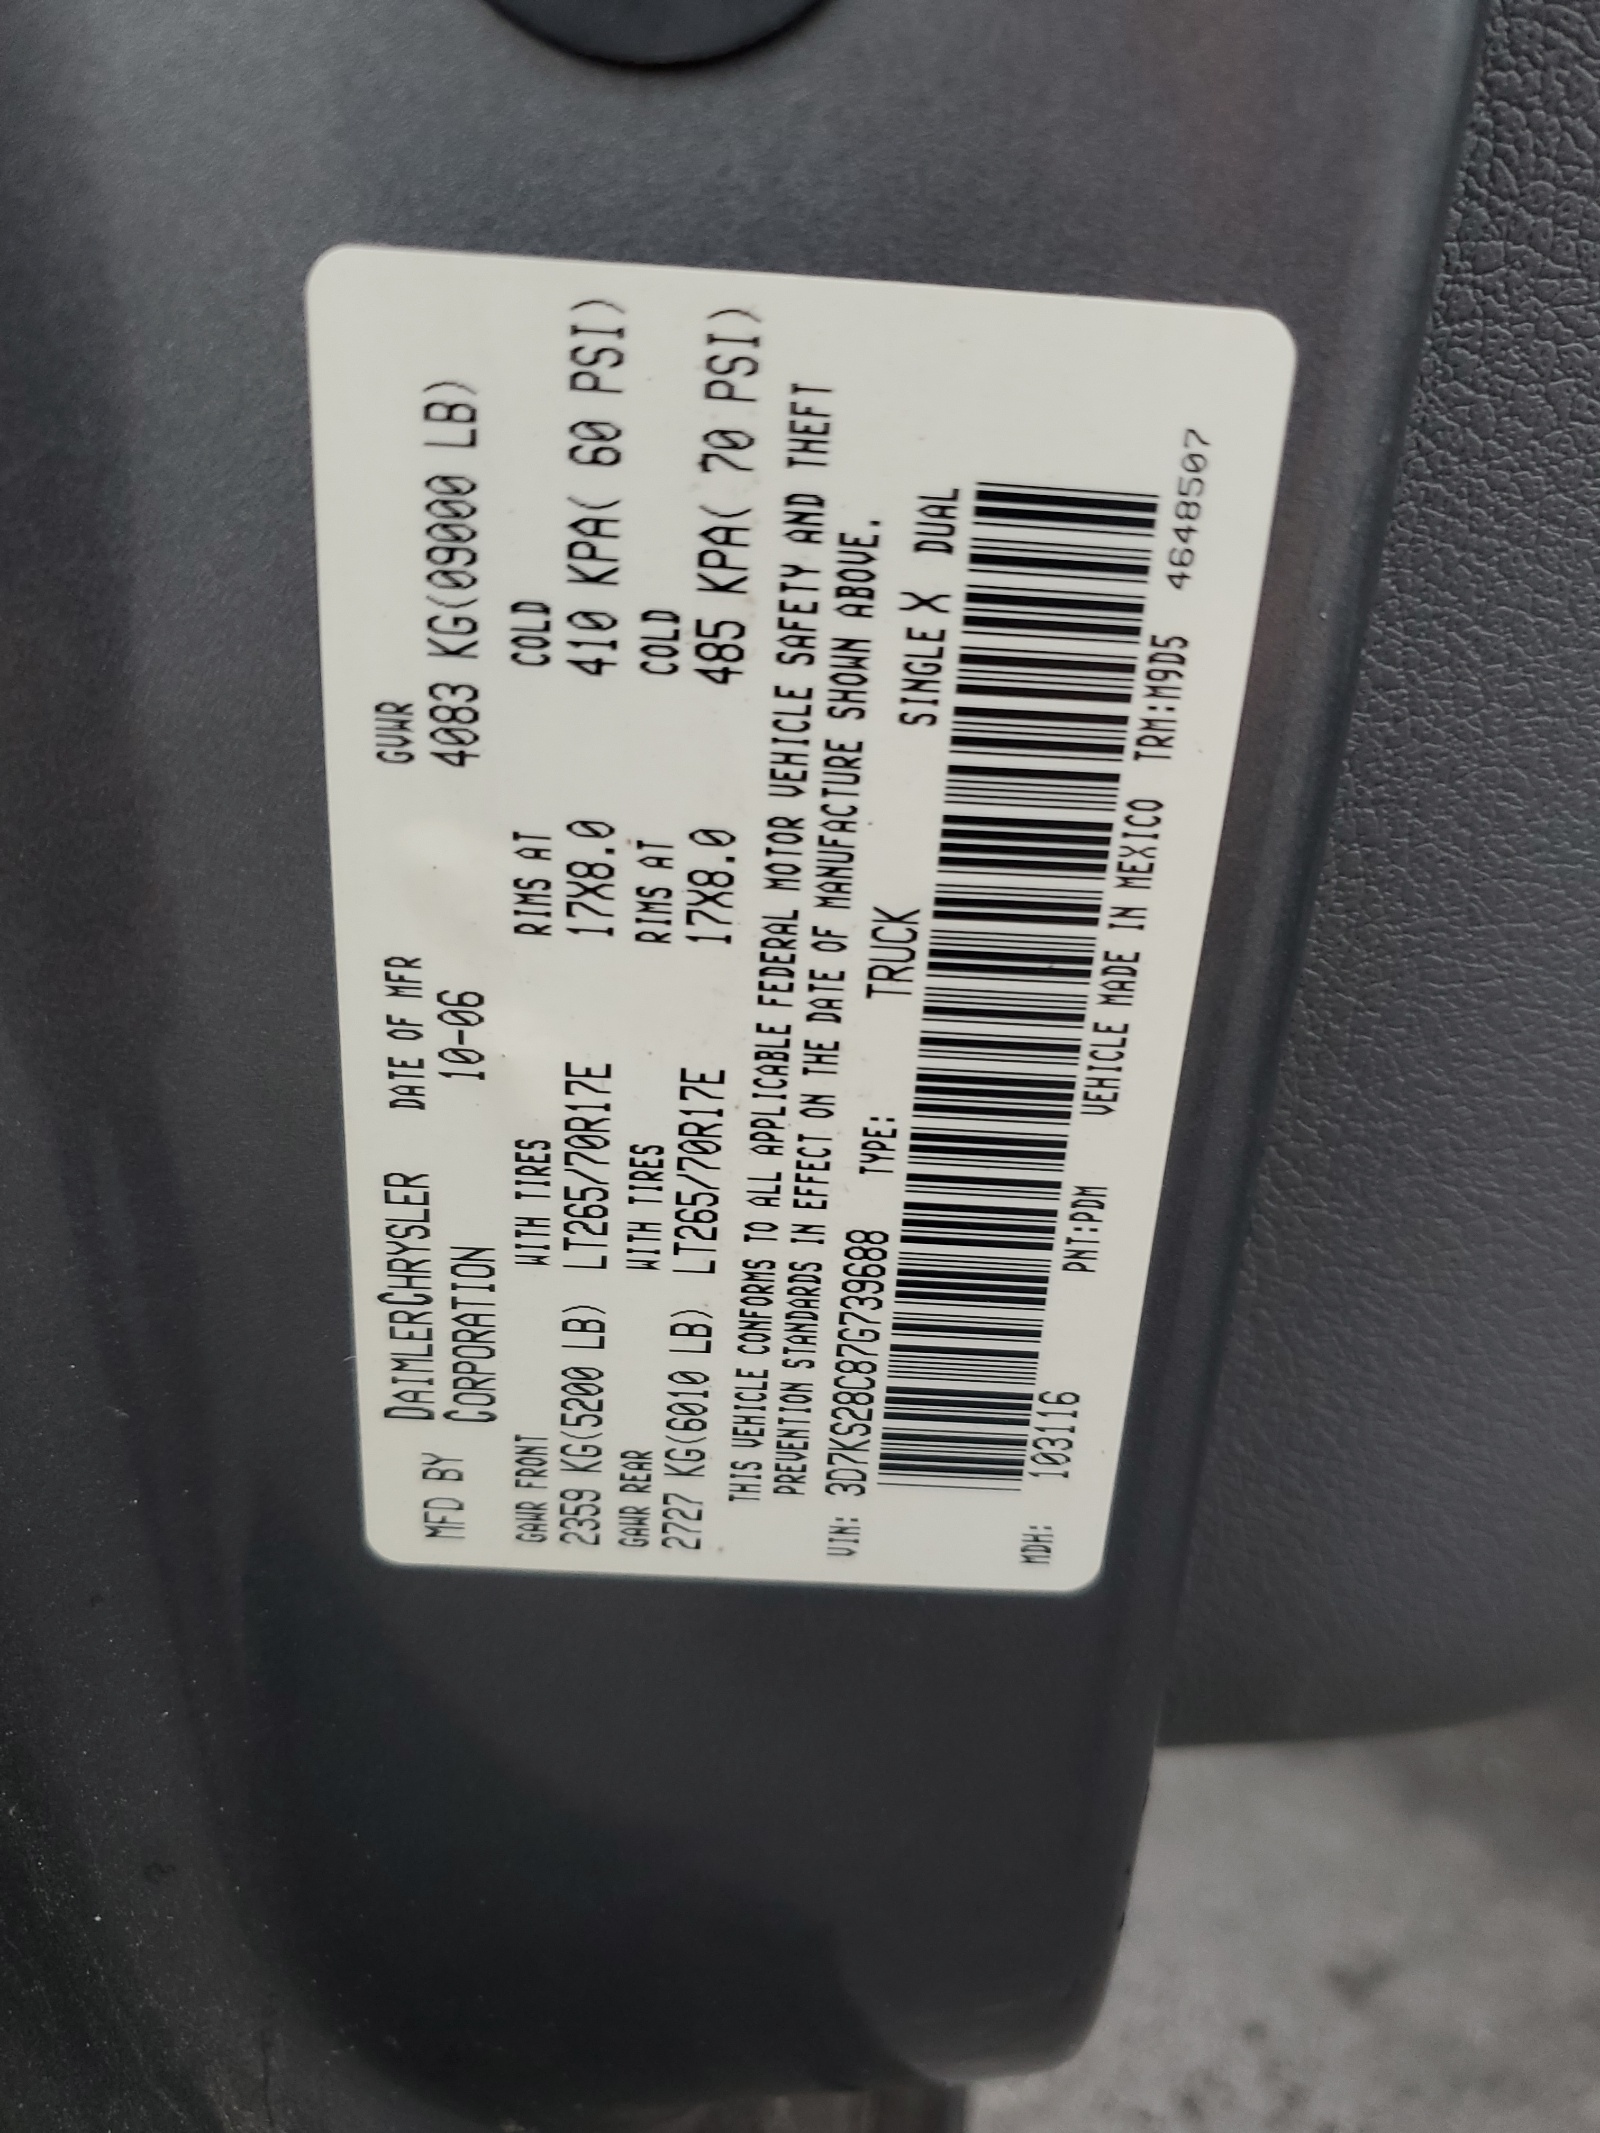 MFD BY DAIMLERCHRYSLER DATE OF MFR GVWR
CORPORATION 10-06 4083 KG(09000 LB)
GAWR FRONT WITH TIRES RIMS AT COLD
2359 KG(5200 LB) LT265/70R17E 17X8.0 410 KPA( 60 PSI)
GAWR REAR WITH TIRES RIMS AT COLD
2727 KG(6010 LB) LT265/70R17E 17X8.0 485 KPA( 70 PSI)
THIS VEHICLE CONFORMS TO ALL APPLICABLE FEDERAL MOTOR VEHICLE SAFETY AND THEFT
PREVENTION STANDARDS IN EFFECT ON THE DATE OF MANUFACTURE SHOWN ABOVE.
VIN: 3D7KS28C87G739688 TYPE: TRUCK SINGLE X DUAL
MDH: 103116 PNT:PDM VEHICLE MADE IN MEXICO TRM:M9D5 4648507